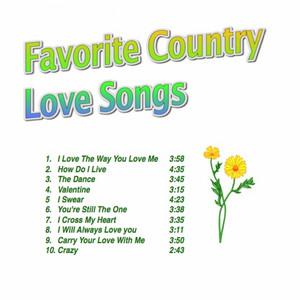 Favorite Country
Love Songs
1. I Love The Way You Love Me 3:58
2. How Do I Live 4:35
3. The Dance 3:45
4. Valentine 3:15
5 I Swear 4:23
6. You're Still The One 3:38
7. I Cross My Heart 3:35
8. I Will Always Love you 3:11
9. Carry Your Love With Me 3:50
10. Crazy 2:43